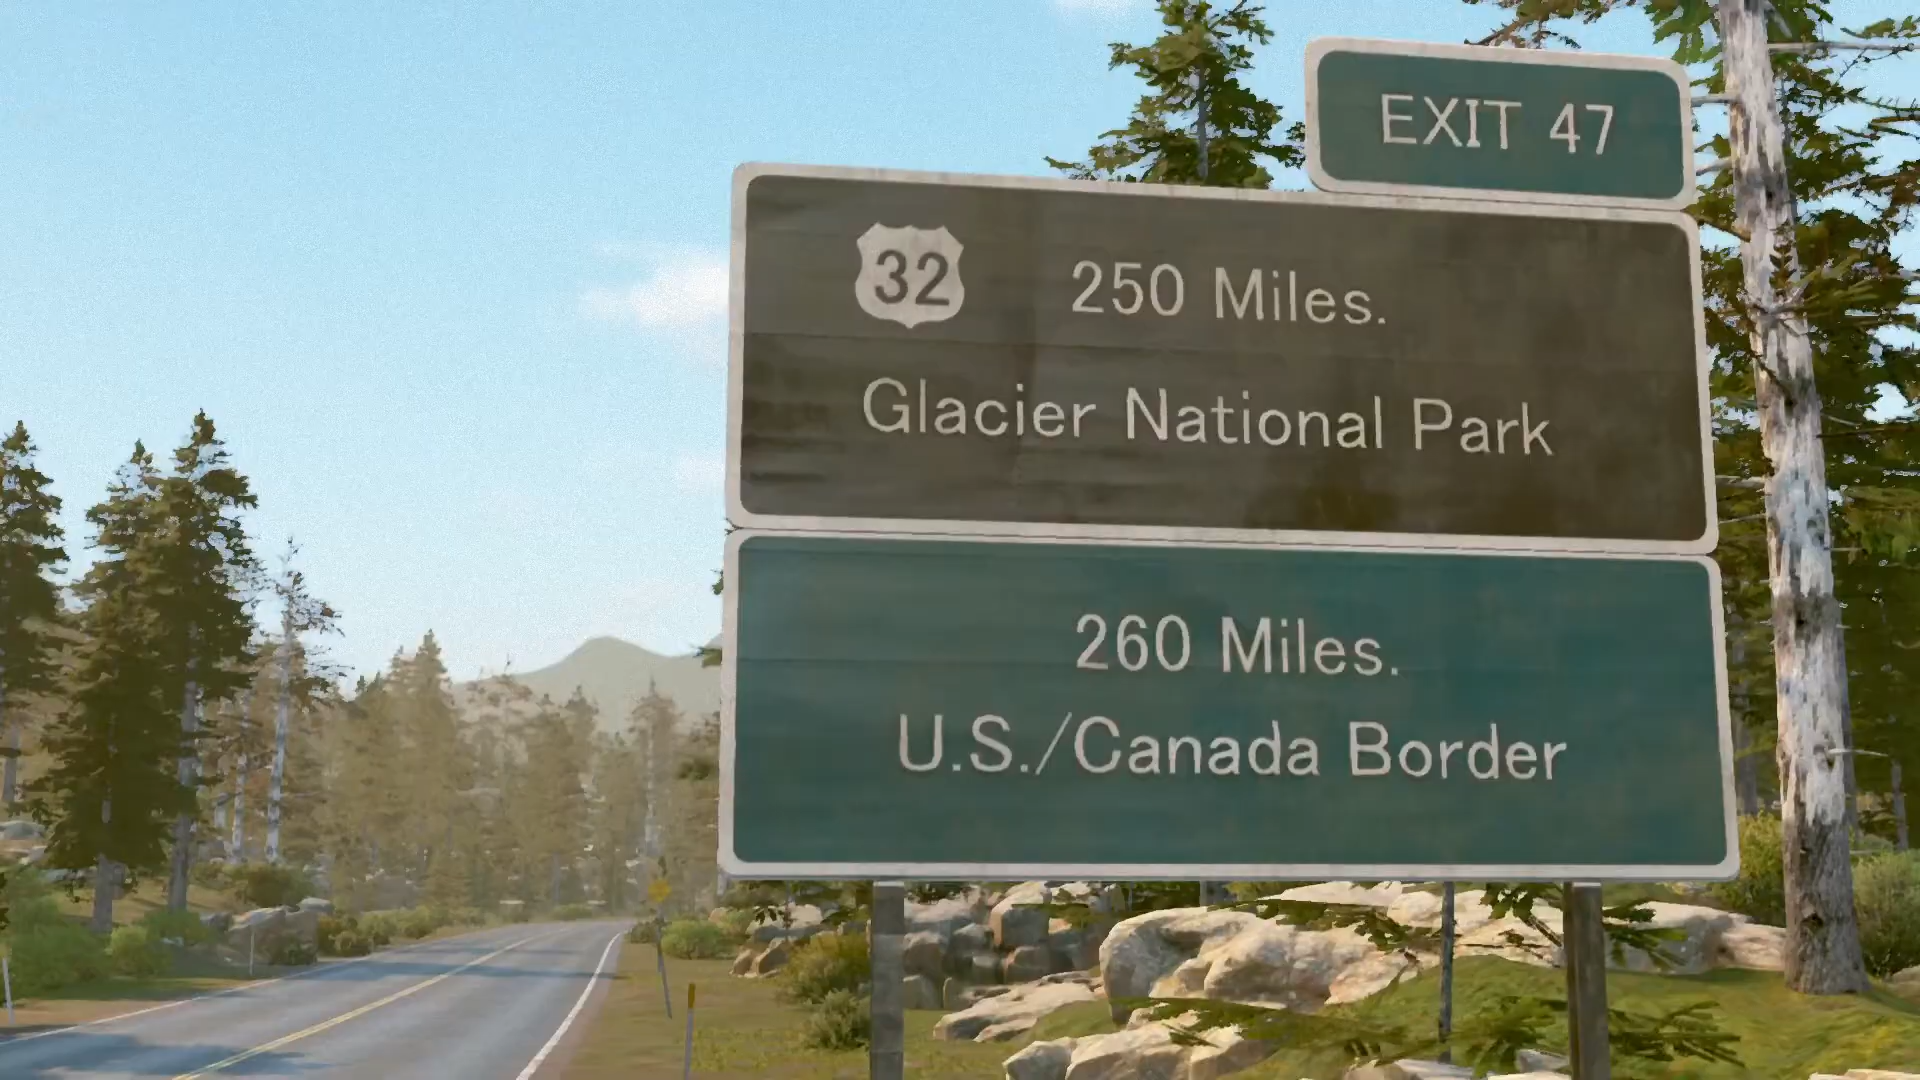 EXIT 47
32 250 Miles.
Glacier National Park
260 Miles.
U.S./Canada Border